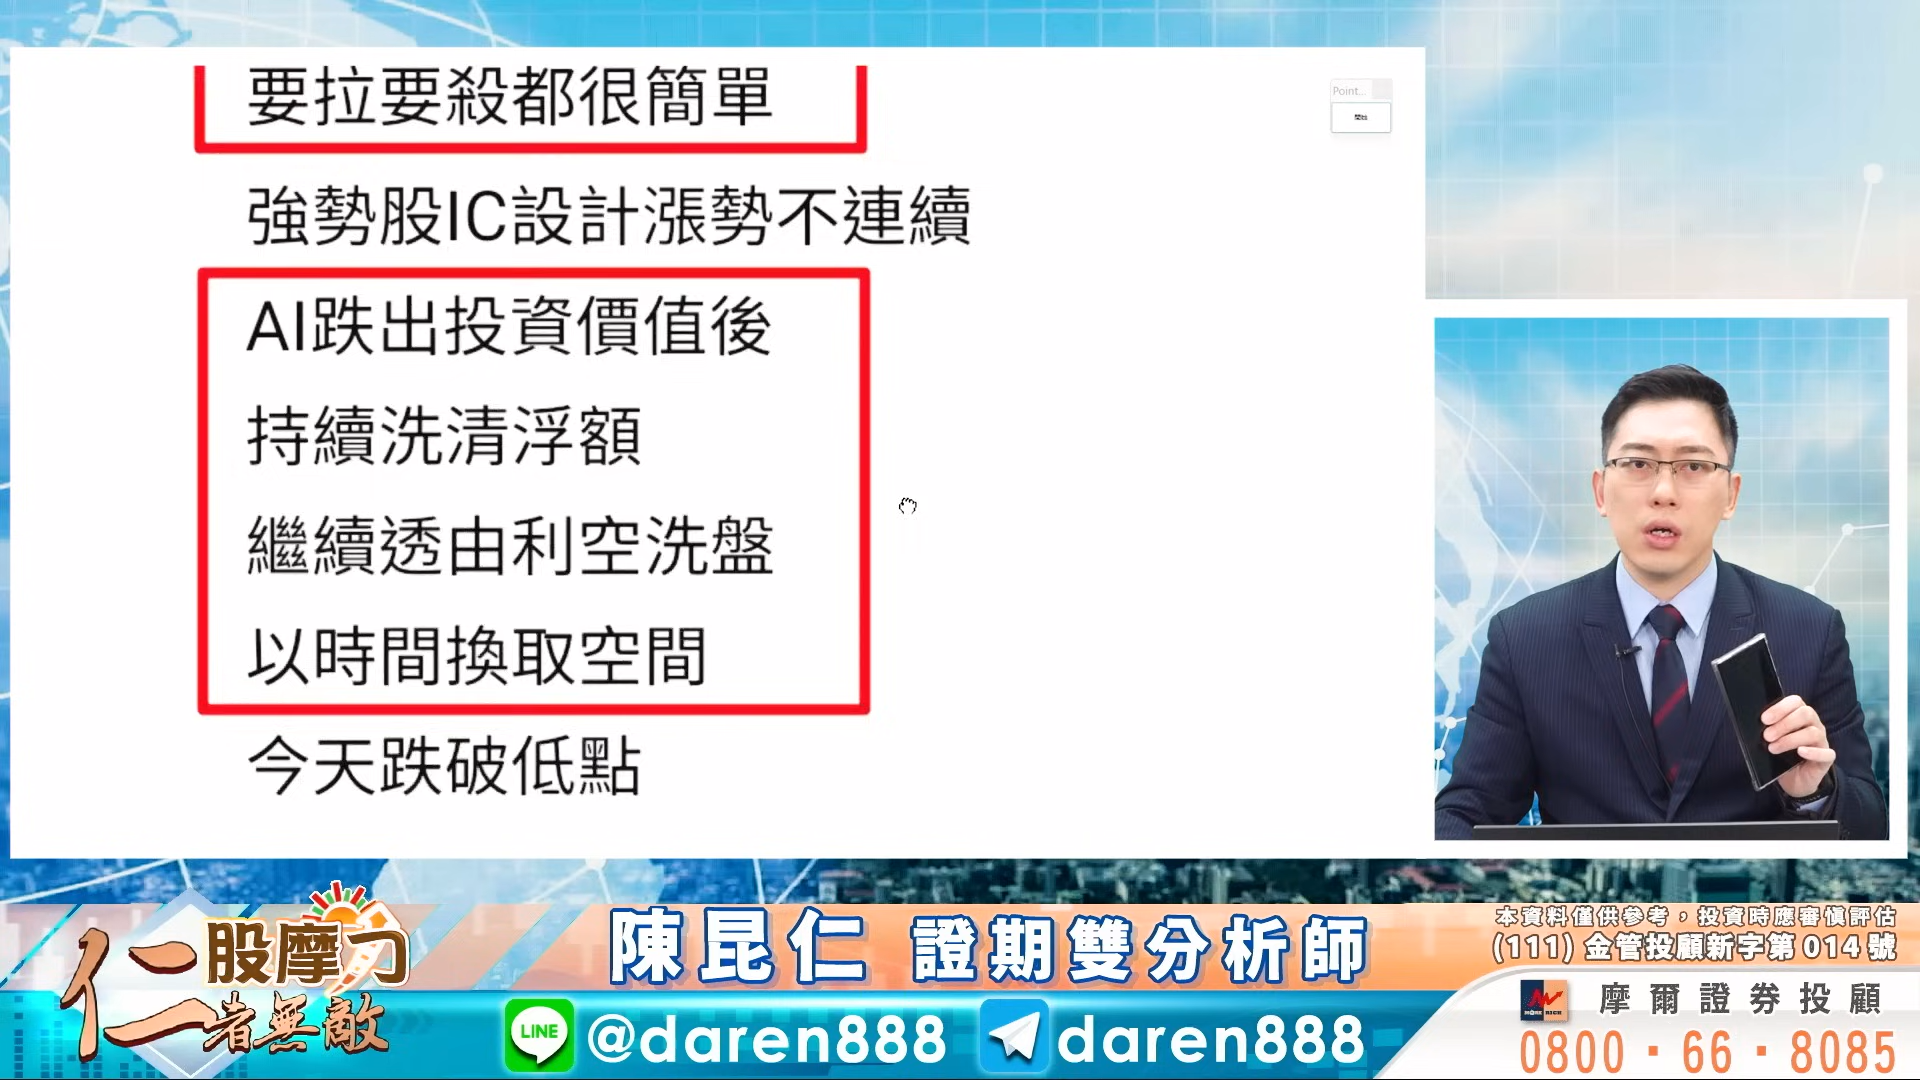 要拉要殺都很簡單
Point...
強勢股IC設計漲勢不連續
AI跌出投資價值後
持續洗清浮額
繼續透由利空洗盤
以時間換取空間
今天跌破低點
股摩力
仁者無敵
陳昆仁 證期雙分析師
LINE @daren888 daren888
本資料僅供參考，投資時應審慎評估
(111) 金管投顧新字第014號
MORE RICH
摩爾證券投顧
0800·66·8085